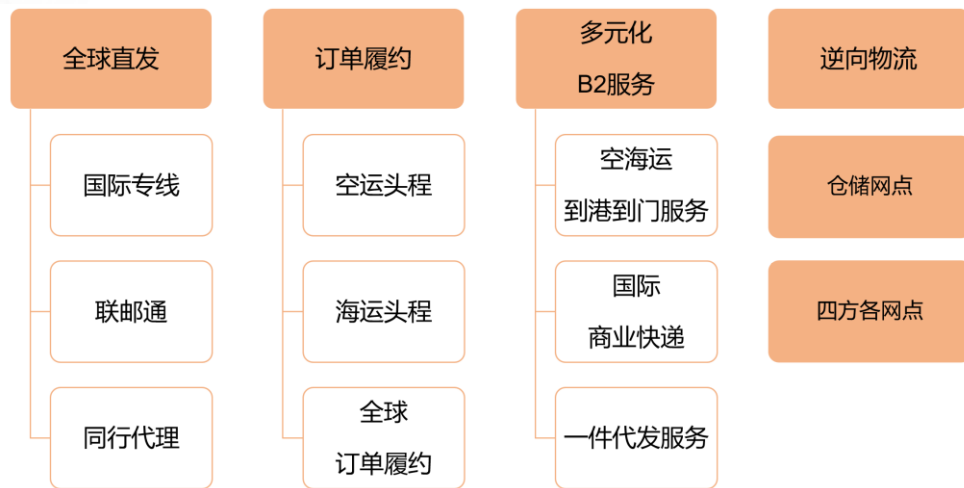 全球直发
国际专线
联邮通
同行代理
订单履约
空运头程
海运头程
全球
订单履约
多元化
B2服务
空海运
到港到门服务
国际
商业快递
一件代发服务
逆向物流
仓储网点
四方各网点